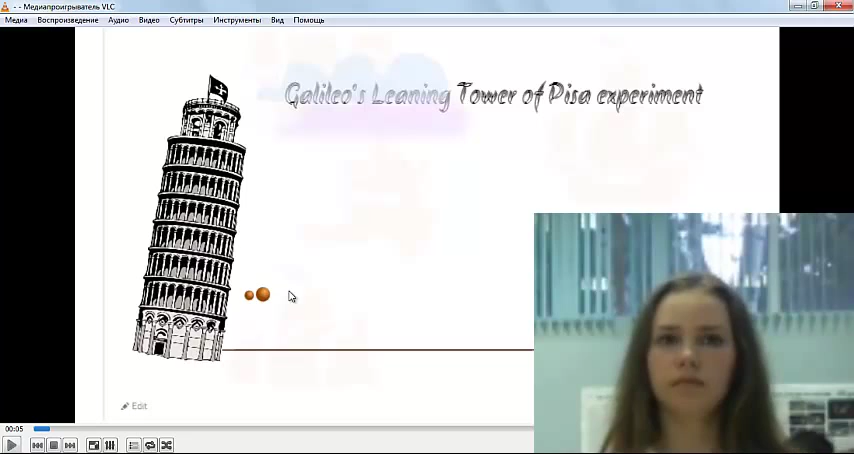 - - Медиапроигрыватель VLC
Медиа Воспроизведение Аудио Видео Субтитры Инструменты Вид Помощь
Galileo's Leaning Tower of Pisa experiment
Edit
00:05